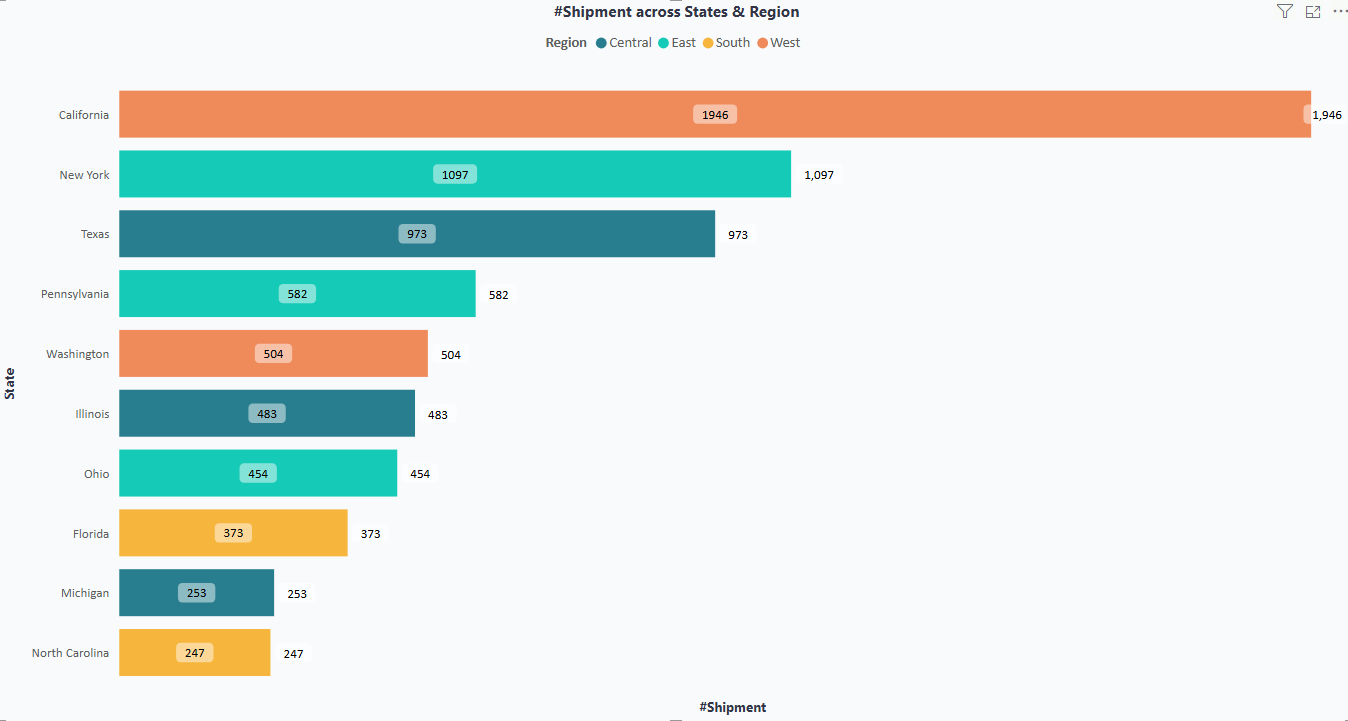 #Shipment across States & Region
Region Central East South West
California 1946 1,946
New York 1097 1,097
Texas 973 973
Pennsylvania 582 582
Washington 504 504
State
Illinois 483 483
Ohio 454 454
Florida 373 373
Michigan 253 253
North Carolina 247 247
#Shipment